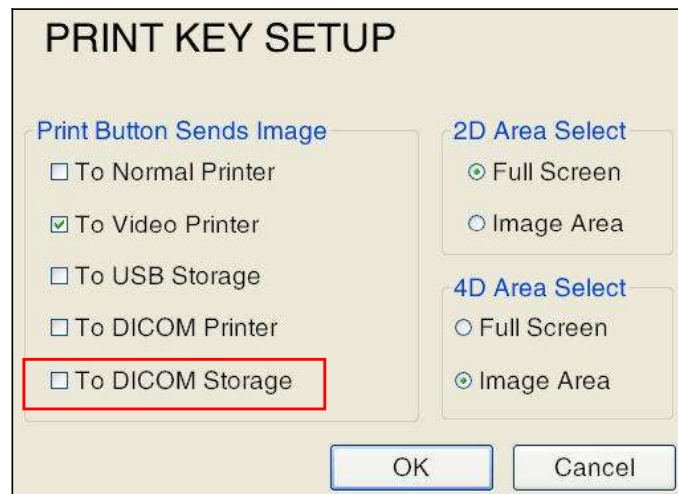 PRINT KEY SETUP
Print Button Sends Image
To Normal Printer
To Video Printer
To USB Storage
To DICOM Printer
To DICOM Storage
2D Area Select
Full Screen
Image Area
4D Area Select
Full Screen
Image Area
OK
Cancel